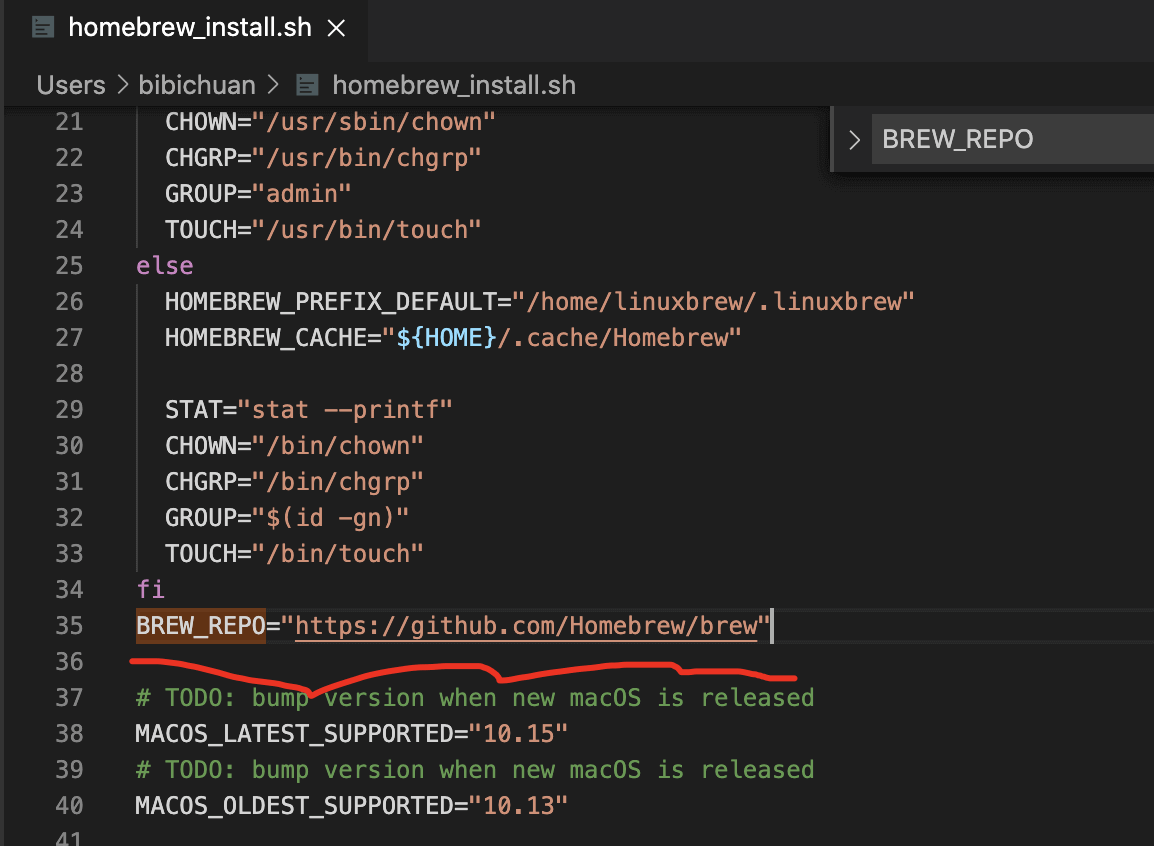 homebrew_install.sh
Users > bibichuan > homebrew_install.sh
BREW_REPO
21 CHOWN="/usr/sbin/chown"
22 CHGRP="/usr/bin/chgrp"
23 GROUP="admin"
24 TOUCH="/usr/bin/touch"
25 else
26 HOMEBREW_PREFIX_DEFAULT="/home/linuxbrew/.linuxbrew"
27 HOMEBREW_CACHE="${HOME}/.cache/Homebrew"
28
29 STAT="stat --printf"
30 CHOWN="/bin/chown"
31 CHGRP="/bin/chgrp"
32 GROUP="$(id -gn)"
33 TOUCH="/bin/touch"
34 fi
35 BREW_REPO="https://github.com/Homebrew/brew"
36
37 # TODO: bump version when new macOS is released
38 MACOS_LATEST_SUPPORTED="10.15"
39 # TODO: bump version when new macOS is released
40 MACOS_OLDEST_SUPPORTED="10.13"
41